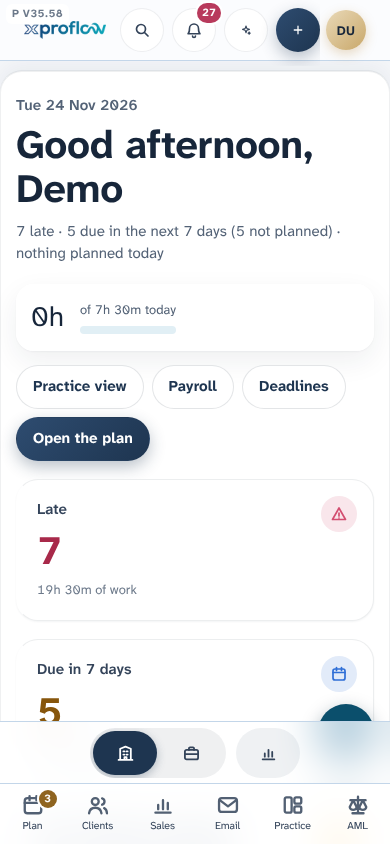 P V35.58
xproflow
27
DU
Tue 24 Nov 2026
Good afternoon,
Demo
7 late · 5 due in the next 7 days (5 not planned) ·
nothing planned today
0h
of 7h 30m today
Practice view
Payroll
Deadlines
Open the plan
Late
7
19h 30m of work
Due in 7 days
5
3
Plan
Clients
Sales
Email
Practice
AML